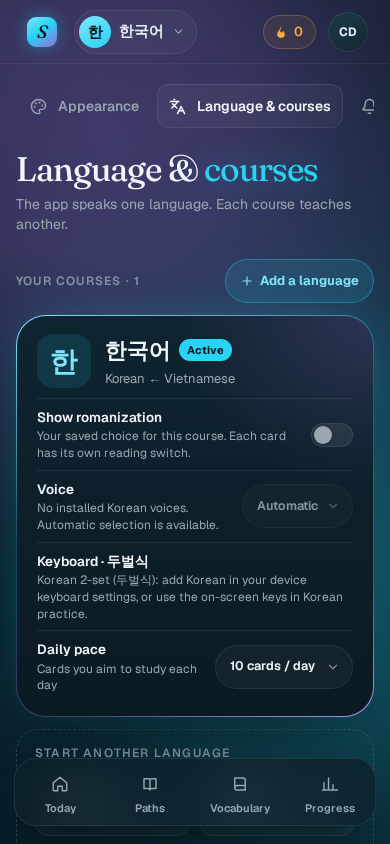 S 한 한국어 0 CD
Appearance Language & courses
Language & courses
The app speaks one language. Each course teaches
another.
YOUR COURSES · 1 + Add a language
한 한국어 Active
Korean ← Vietnamese
Show romanization
Your saved choice for this course. Each card
has its own reading switch.
Voice
No installed Korean voices.
Automatic selection is available.
Automatic
Keyboard · 두벌식
Korean 2-set (두벌식): add Korean in your device
keyboard settings, or use the on-screen keys in Korean
practice.
Daily pace
Cards you aim to study each
day
10 cards / day
START ANOTHER LANGUAGE
Today Paths Vocabulary Progress